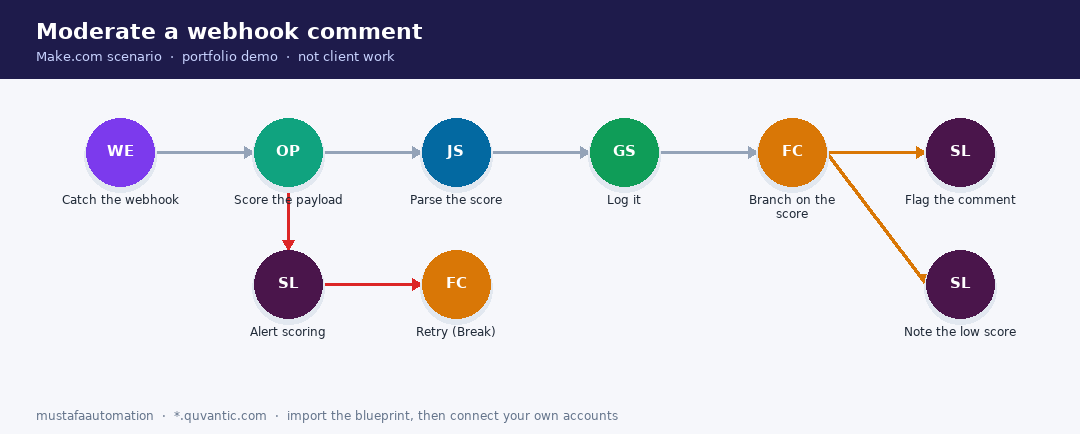 Moderate a webhook comment
Make.com scenario · portfolio demo · not client work
WE
OP
JS
GS
FC
SL
Catch the webhook
Score the payload
Parse the score
Log it
Branch on the
score
Flag the comment
SL
FC
SL
Alert scoring
Retry (Break)
Note the low score
mustafaautomation · *.quvantic.com · import the blueprint, then connect your own accounts